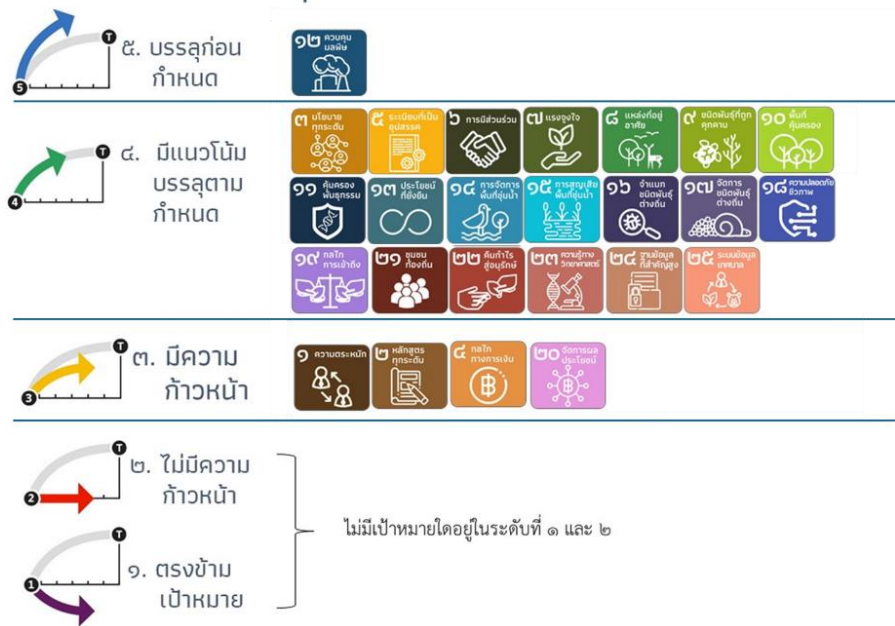 T
๕. บรรลุก่อน
กำหนด
5
๑๒ ควบคุม
มลพิษ
T
๔. มีแนวโน้ม
บรรลุตาม
กำหนด
4
๓ นโยบาย
ทุกระดับ
๕ ระเบียบที่เป็น
อุปสรรค
๖ การมีส่วนร่วม
๗ แรงจูงใจ
๘ แหล่งที่อยู่
อาศัย
๙ ชนิดพันธุ์ที่ถูก
คุกคาม
๑๐ พื้นที่
คุ้มครอง
๑๑ คุ้มครอง
พันธุกรรม
๑๓ ประโยชน์
ที่ยั่งยืน
๑๔ การจัดการ
พื้นที่ชุ่มน้ำ
๑๕ การสูญเสีย
พื้นที่ชุ่มน้ำ
๑๖ จำแนก
ชนิดพันธุ์
ต่างถิ่น
๑๗ จัดการ
ชนิดพันธุ์
ต่างถิ่น
๑๘ ความปลอดภัย
ชีวภาพ
๑๙ กลไก
การเข้าถึง
๒๑ ชุมชน
ท้องถิ่น
๒๒ คืนกำไร
สู่อนุรักษ์
๒๓ ความรู้ทาง
วิทยาศาสตร์
๒๔ ฐานข้อมูล
ที่สำคัญสูง
๒๕ ระบบข้อมูล
T
๓. มีความ
ก้าวหน้า
3
๑ ความตระหนัก
๒ หลักสูตร
ทุกระดับ
๔ กลไก
ทางการเงิน
๒๐ จัดการผล
ประโยชน์
T
๒. ไม่มีความ
ก้าวหน้า
2
ไม่มีเป้าหมายใดอยู่ในระดับที่ ๑ และ ๒
T
๑. ตรงข้าม
เป้าหมาย
1